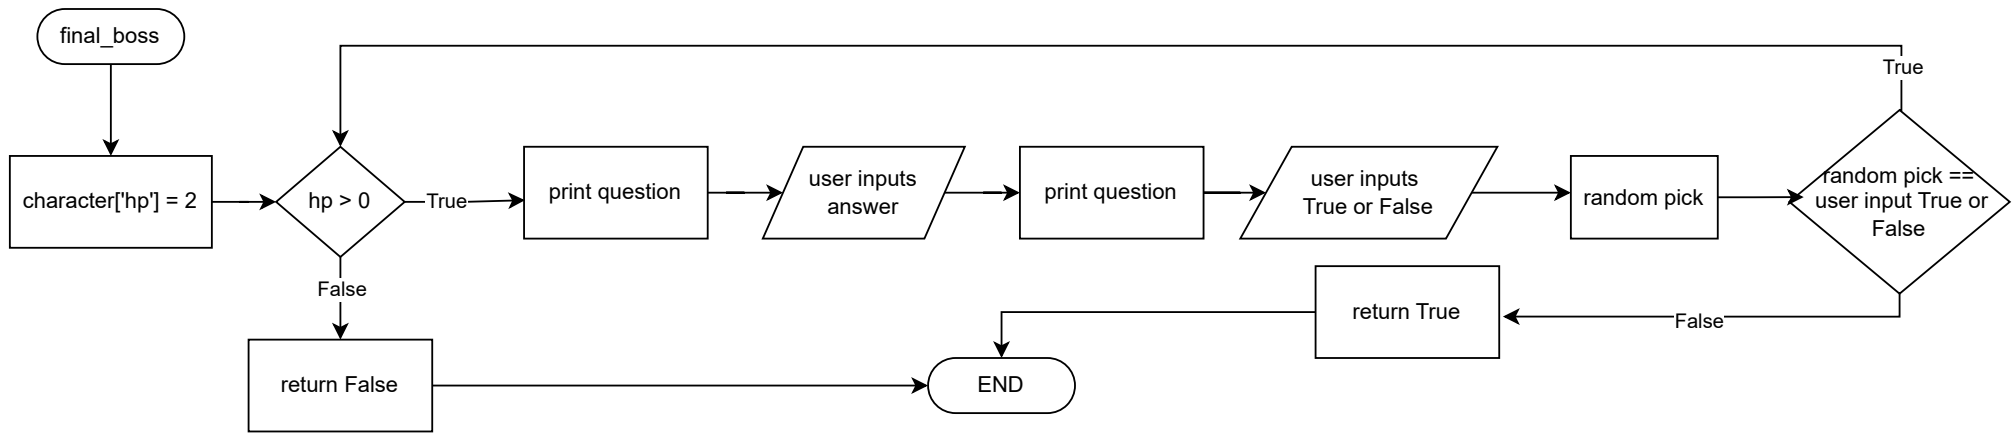 final_boss
True
character['hp'] = 2
hp > 0
True
print question
user inputs
answer
print question
user inputs
True or False
random pick
random pick ==
user input True or
False
False
return True
False
return False
END